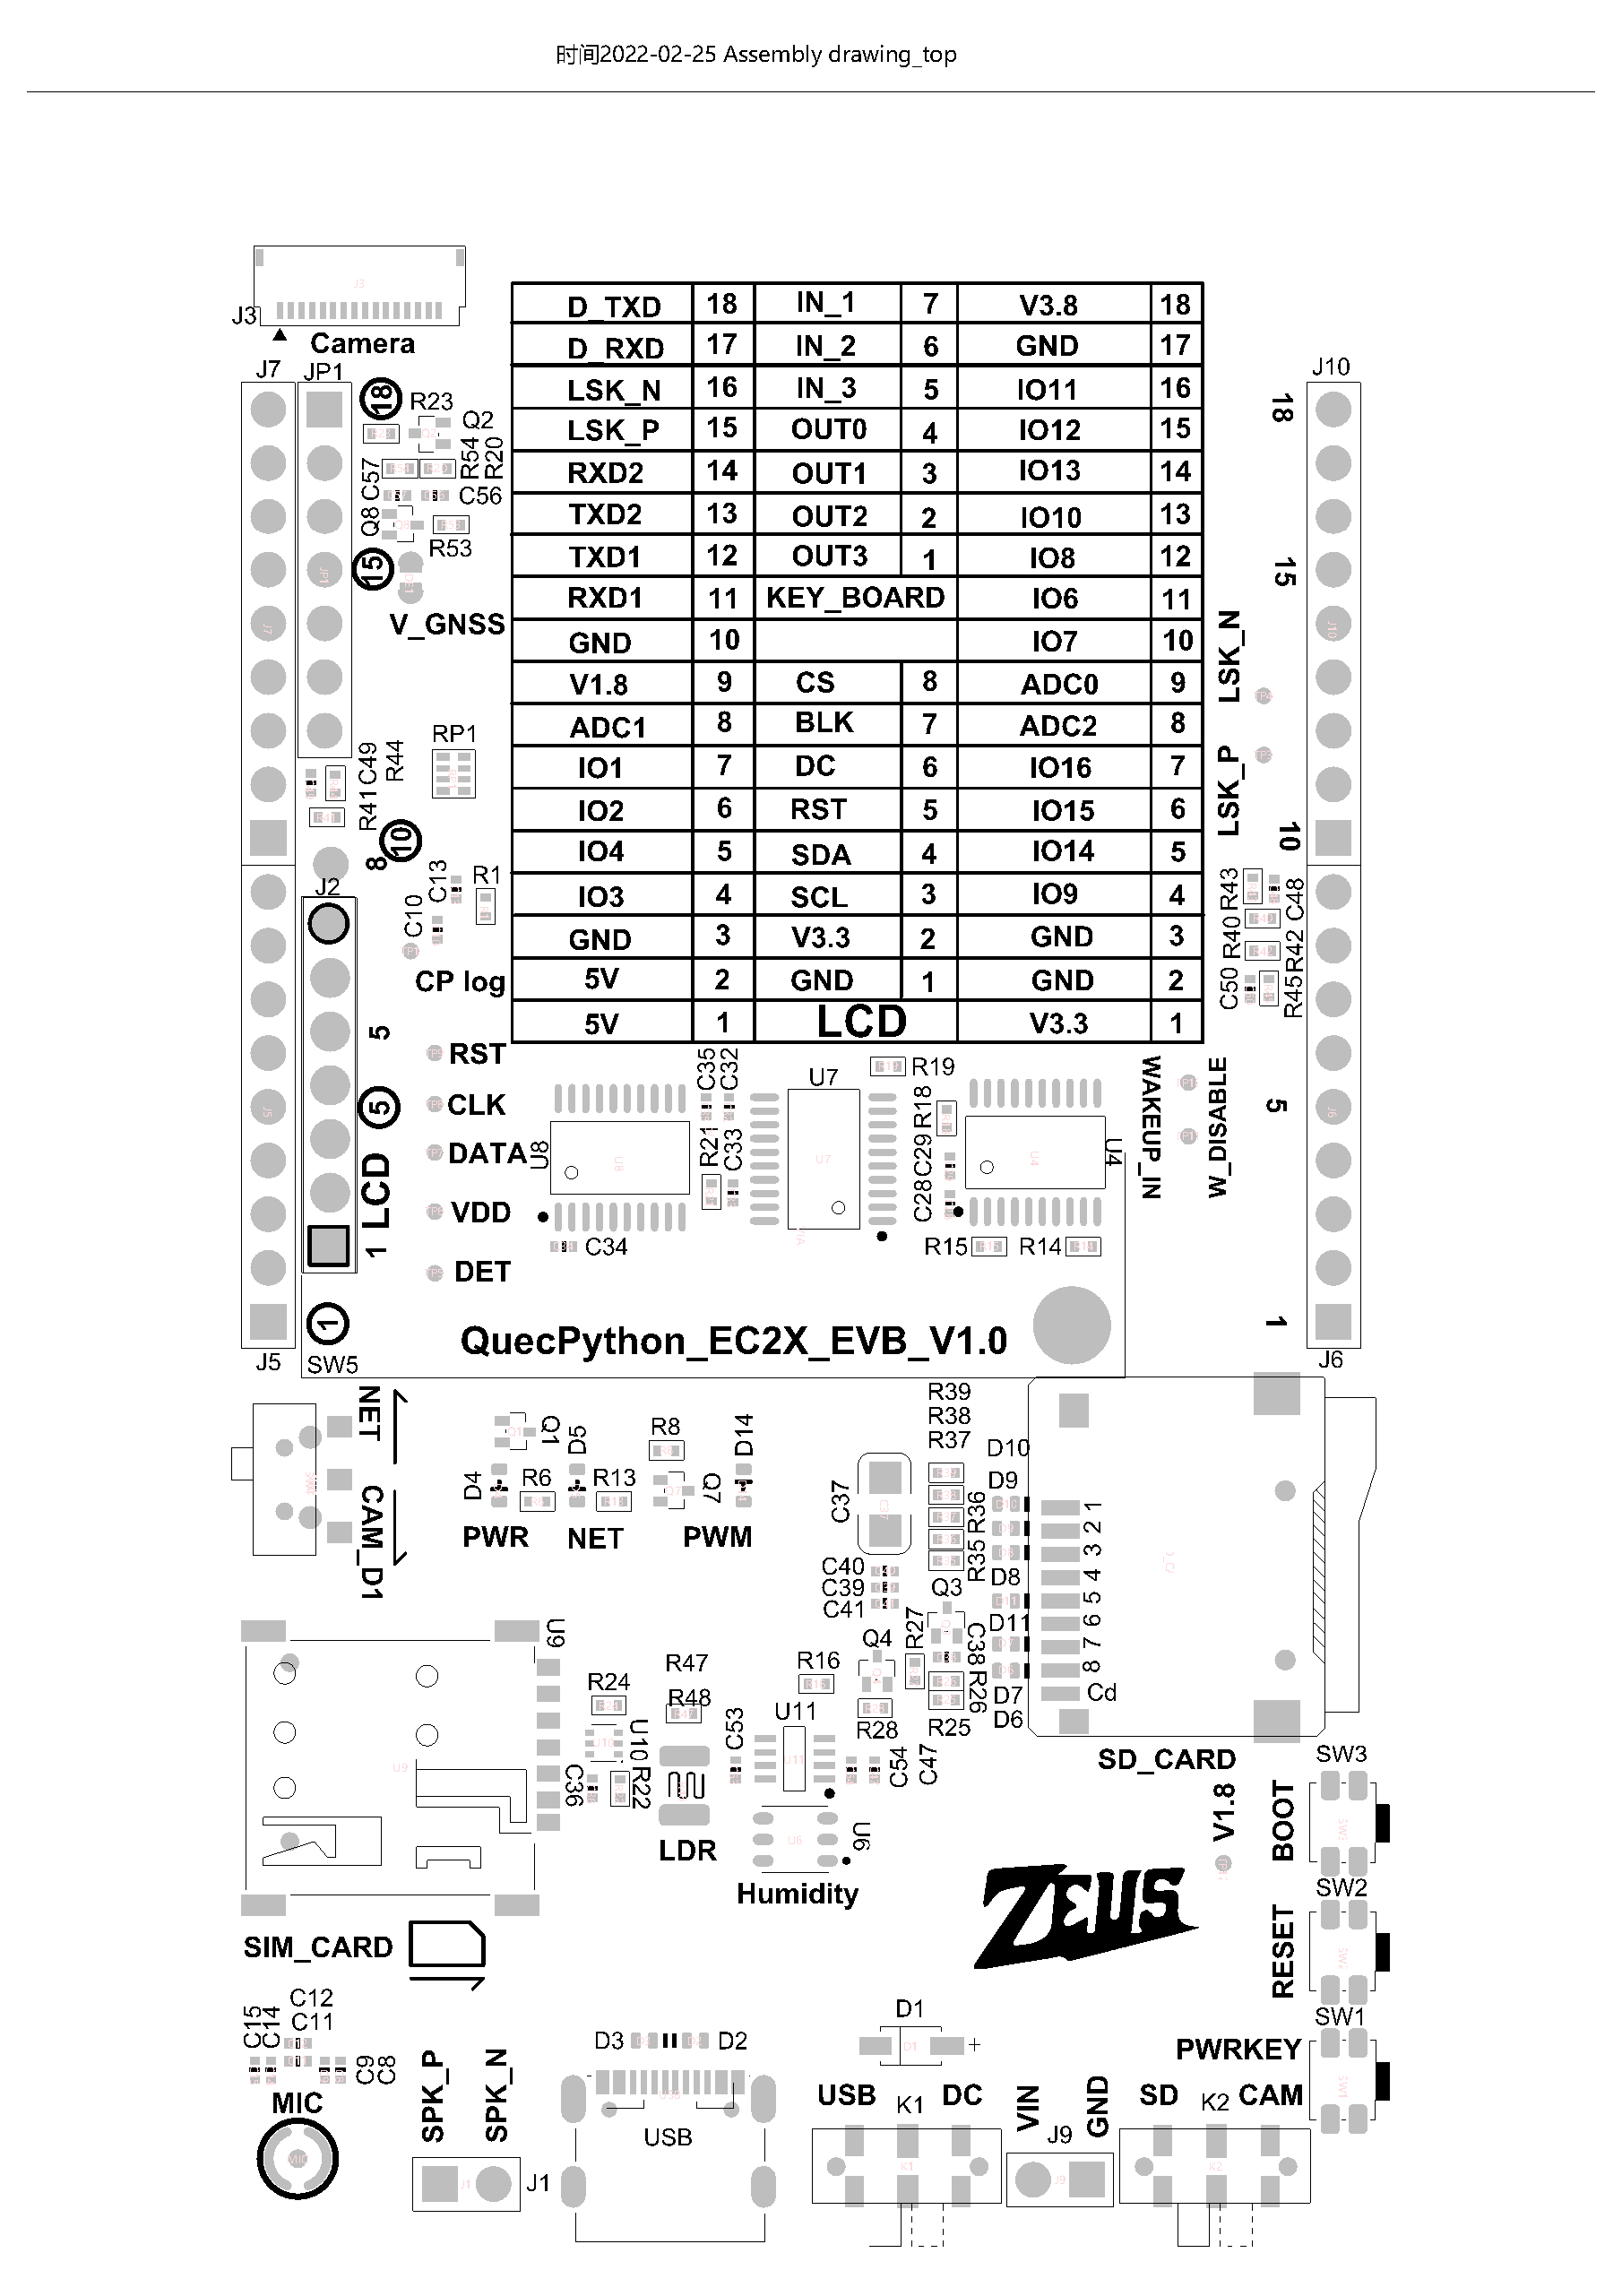 时间2022-02-25 Assembly drawing_top
J3
Camera
J7
JP1
18
R23
Q2
R54
R20
C57
C56
Q8
R53
15
V_GNSS
RP1
C49
R44
R41
10
8
J2
C13
R1
C10
CP log
5
5
1 LCD
1
J5
SW5
RST
CLK
DATA
VDD
DET
D_TXD 18 IN_1 7 V3.8 18
D_RXD 17 IN_2 6 GND 17
LSK_N 16 IN_3 5 IO11 16
LSK_P 15 OUT0 4 IO12 15
RXD2 14 OUT1 3 IO13 14
TXD2 13 OUT2 2 IO10 13
TXD1 12 OUT3 1 IO8 12
RXD1 11 KEY_BOARD IO6 11
GND 10 IO7 10
V1.8 9 CS 8 ADC0 9
ADC1 8 BLK 7 ADC2 8
IO1 7 DC 6 IO16 7
IO2 6 RST 5 IO15 6
IO4 5 SDA 4 IO14 5
IO3 4 SCL 3 IO9 4
GND 3 V3.3 2 GND 3
5V 2 GND 1 GND 2
5V 1 LCD V3.3 1
J10
18
15
LSK_N
LSK_P
10
R43
C48
R40
R42
C50
R45
WAKEUP_IN
W_DISABLE
5
1
J6
U8
C34
C35
C32
R21
C33
U7
R19
R18
C29
C28
U4
R15
R14
QuecPython_EC2X_EVB_V1.0
NET
CAM_D1
Q1
D5
R8
D14
D4
R6
R13
Q7
PWR
NET
PWM
C37
R39
R38
R37
D10
D9
R36
R35
C40
C39
C41
Q3
D8
D11
1
2
3
4
5
6
7
8
Cd
Q4
R27
C38
R26
R16
R28
R25
D7
D6
SD_CARD
U9
R24
R47
R48
U10
R22
C36
LDR
C53
U11
C54
C47
U6
Humidity
V1.8
SW3
BOOT
SW2
RESET
SW1
PWRKEY
ZEUS
SIM_CARD
C15
C14
C12
C11
C9
C8
MIC
SPK_P
SPK_N
J1
D3
D2
USB
D1
+
USB
K1
DC
VIN
J9
GND
SD
K2
CAM